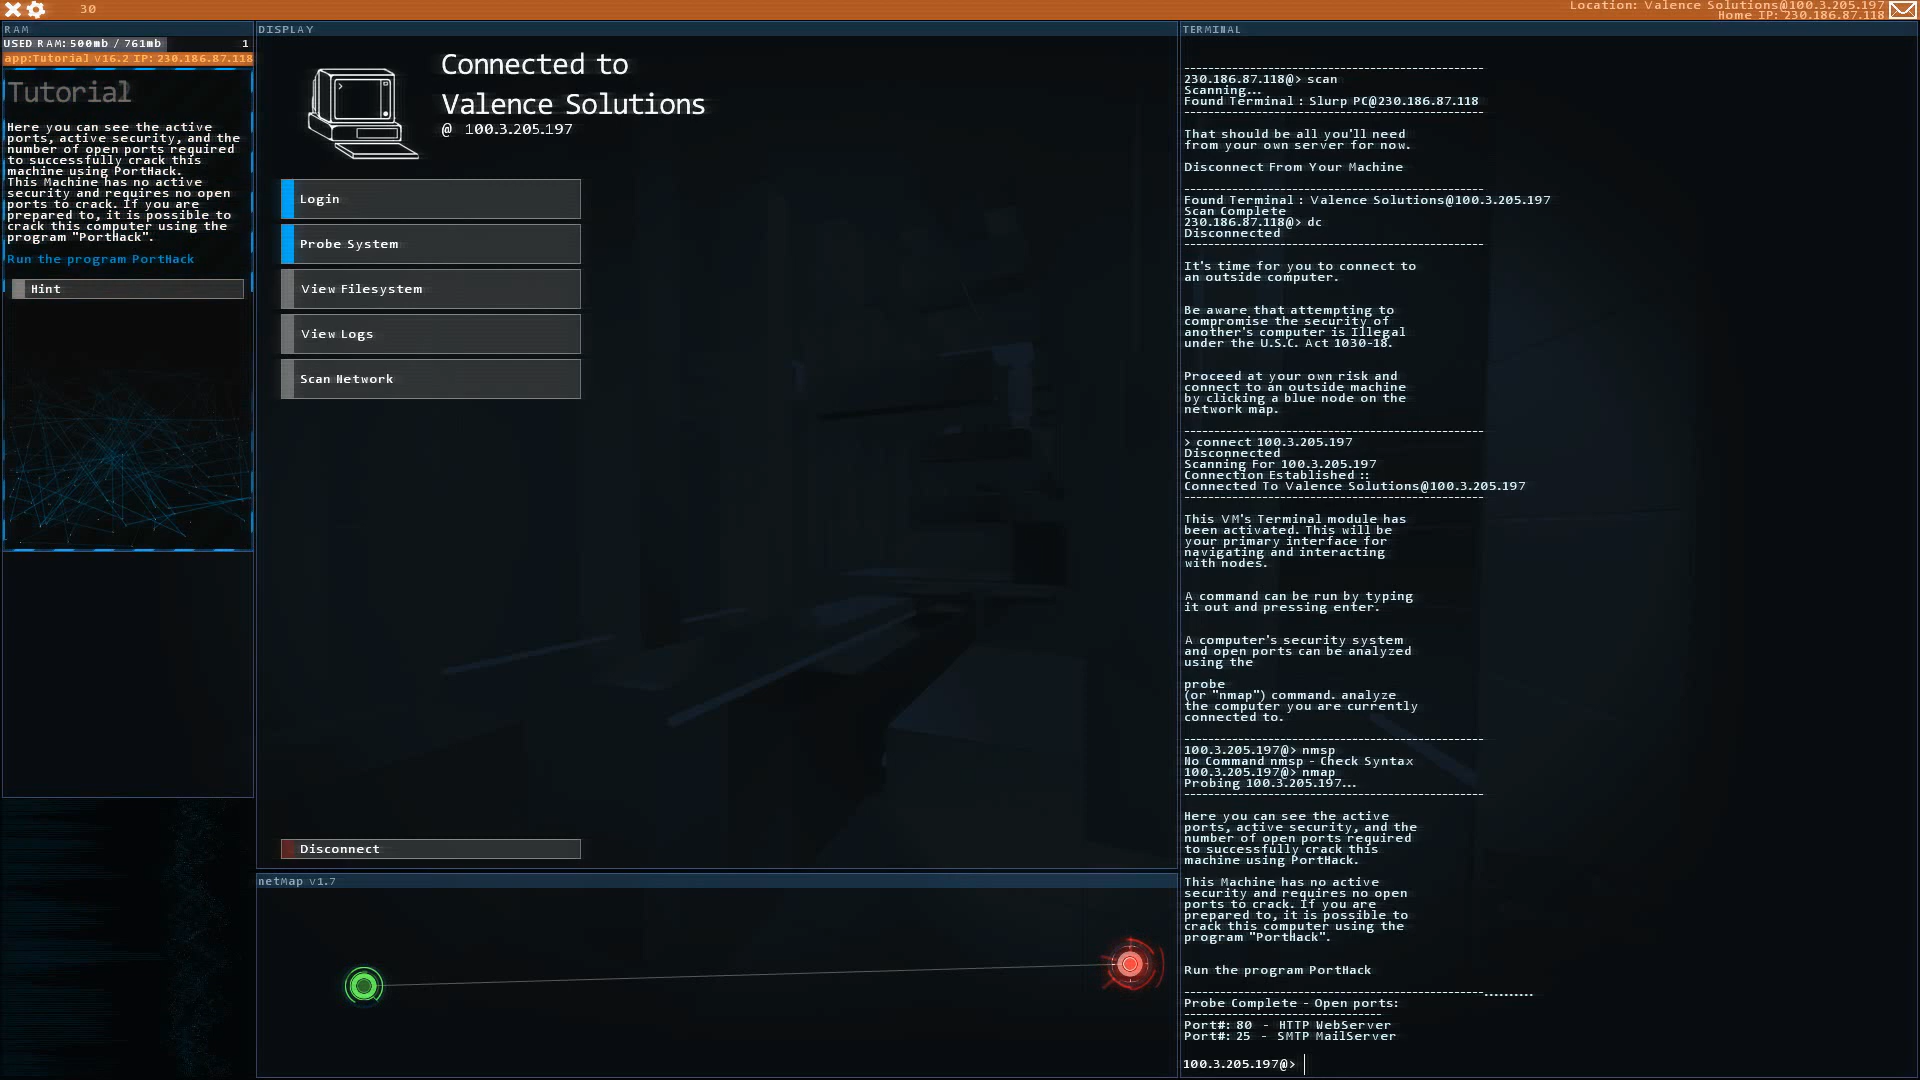 30
Location: Valence Solutions@100.3.205.197
Home IP: 230.186.87.118
RAM
USED RAM: 500mb / 761mb 1
app:Tutorial v16.2 IP: 230.186.87.118
Tutorial
Here you can see the active
ports, active security, and the
number of open ports required
to successfully crack this
machine using PortHack.
This Machine has no active
security and requires no open
ports to crack. If you are
prepared to, it is possible to
crack this computer using the
program "PortHack".
Run the program PortHack
Hint
DISPLAY
Connected to
Valence Solutions
@ 100.3.205.197
Login
Probe System
View Filesystem
View Logs
Scan Network
Disconnect
netMap v1.7
TERMINAL
230.186.87.118@> scan
Scanning...
Found Terminal : Slurp PC@230.186.87.118
That should be all you'll need
from your own server for now.
Disconnect From Your Machine
Found Terminal : Valence Solutions@100.3.205.197
Scan Complete
230.186.87.118@> dc
Disconnected
It's time for you to connect to
an outside computer.
Be aware that attempting to
compromise the security of
another's computer is Illegal
under the U.S.C. Act 1030-18.
Proceed at your own risk and
connect to an outside machine
by clicking a blue node on the
network map.
> connect 100.3.205.197
Disconnected
Scanning For 100.3.205.197
Connection Established ::
Connected To Valence Solutions@100.3.205.197
This VM's Terminal module has
been activated. This will be
your primary interface for
navigating and interacting
with nodes.
A command can be run by typing
it out and pressing enter.
A computer's security system
and open ports can be analyzed
using the
probe
(or "nmap") command. analyze
the computer you are currently
connected to.
100.3.205.197@> nmsp
No Command nmsp - Check Syntax
100.3.205.197@> nmap
Probing 100.3.205.197...
Here you can see the active
ports, active security, and the
number of open ports required
to successfully crack this
machine using PortHack.
This Machine has no active
security and requires no open
ports to crack. If you are
prepared to, it is possible to
crack this computer using the
program "PortHack".
Run the program PortHack
Probe Complete - Open ports:
Port#: 80 - HTTP WebServer
Port#: 25 - SMTP MailServer
100.3.205.197@>